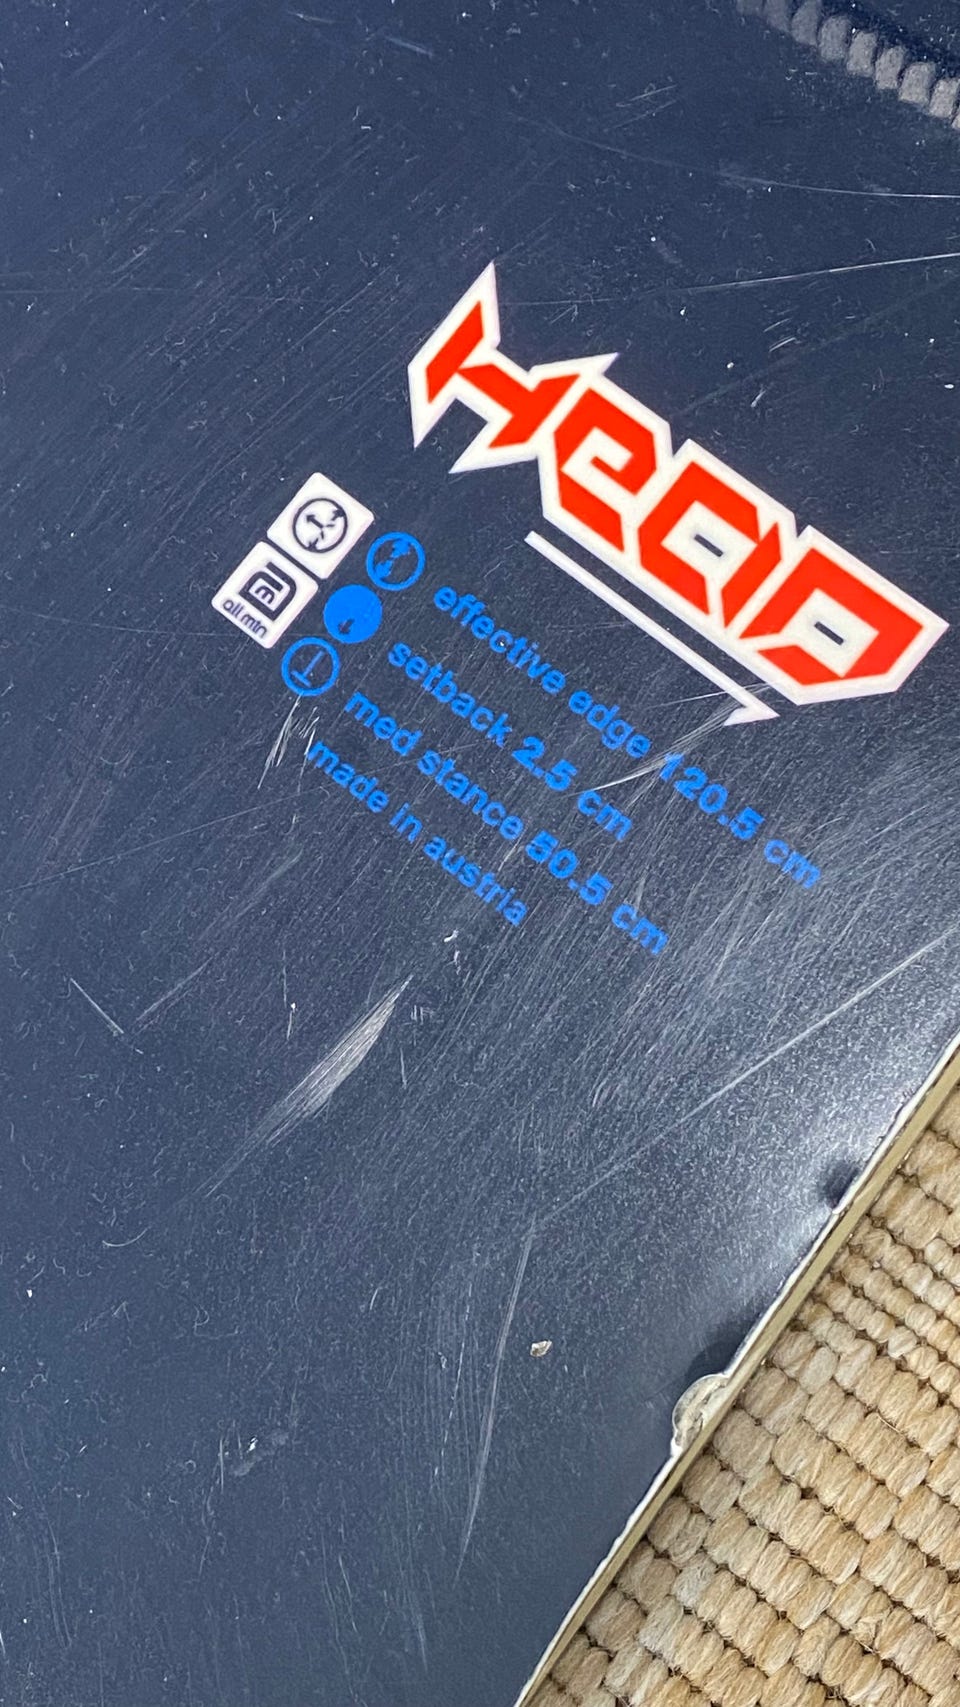 HeaD
all.mtn
effective edge 120.5 cm
setback 2.5 cm
med stance 50.5 cm
made in austria